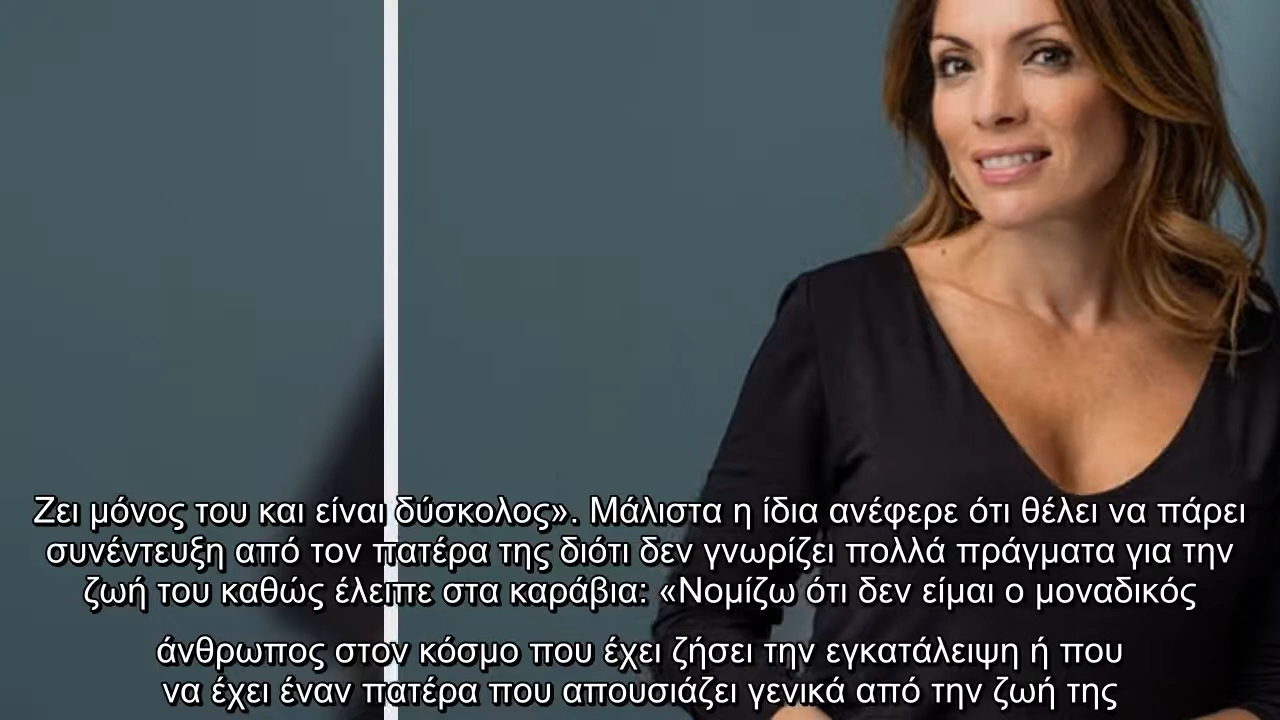 Ζει μόνος του και είναι δύσκολος». Μάλιστα η ίδια ανέφερε ότι θέλει να πάρει
συνέντευξη από τον πατέρα της διότι δεν γνωρίζει πολλά πράγματα για την
ζωή του καθώς έλειπε στα καράβια: «Νομίζω ότι δεν είμαι ο μοναδικός
άνθρωπος στον κόσμο που έχει ζήσει την εγκατάλειψη ή που
να έχει έναν πατέρα που απουσιάζει γενικά από την ζωή της